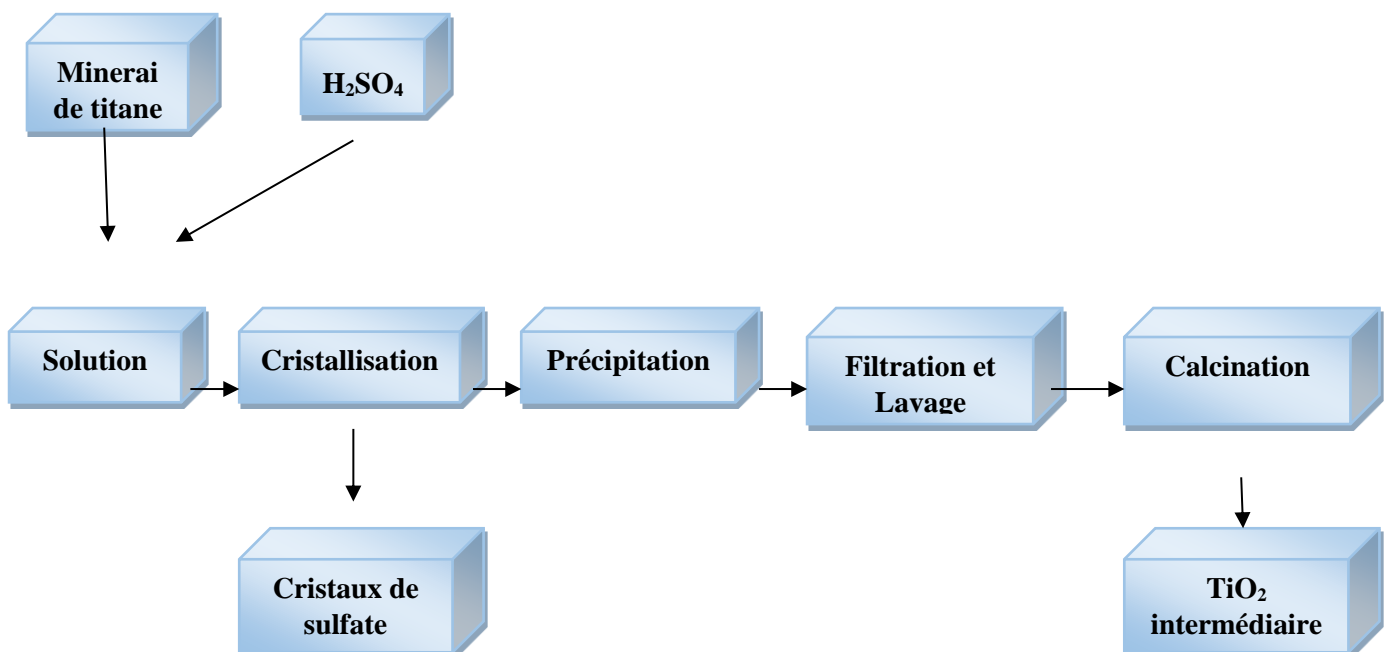 Minerai
de titane
H₂SO₄
Solution
Cristallisation
Précipitation
Filtration et
Lavage
Calcination
Cristaux de
sulfate
TiO₂
intermédiaire